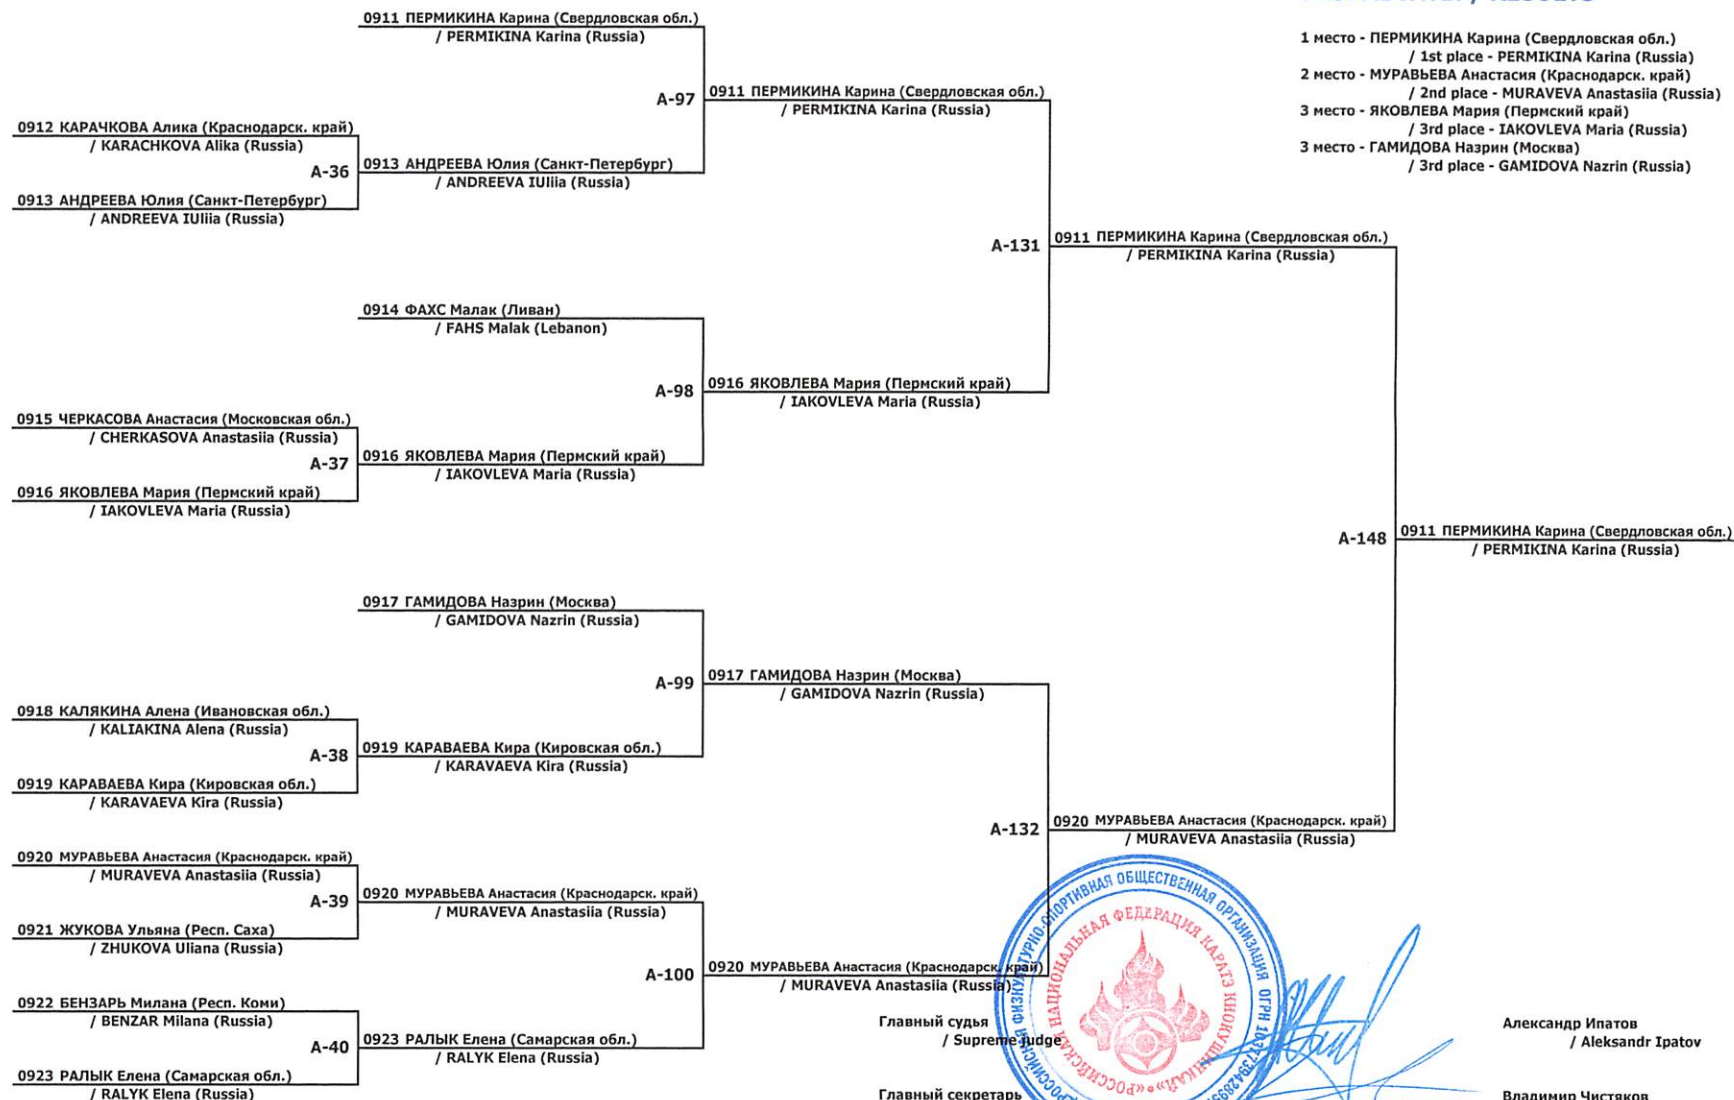 0911 ПЕРМИКИНА Карина (Свердловская обл.)
/ PERMIKINA Karina (Russia)
1 место - ПЕРМИКИНА Карина (Свердловская обл.)
/ 1st place - PERMIKINA Karina (Russia)
2 место - МУРАВЬЕВА Анастасия (Краснодарск. край)
/ 2nd place - MURAVEVA Anastasiia (Russia)
3 место - ЯКОВЛЕВА Мария (Пермский край)
/ 3rd place - IAKOVLEVA Maria (Russia)
3 место - ГАМИДОВА Назрин (Москва)
/ 3rd place - GAMIDOVA Nazrin (Russia)
A-97
0911 ПЕРМИКИНА Карина (Свердловская обл.)
/ PERMIKINA Karina (Russia)
0912 КАРАЧКОВА Алика (Краснодарск. край)
/ KARACHKOVA Alika (Russia)
A-36
0913 АНДРЕЕВА Юлия (Санкт-Петербург)
/ ANDREEVA IUliia (Russia)
0913 АНДРЕЕВА Юлия (Санкт-Петербург)
/ ANDREEVA IUliia (Russia)
A-131
0911 ПЕРМИКИНА Карина (Свердловская обл.)
/ PERMIKINA Karina (Russia)
0914 ФАХС Малак (Ливан)
/ FAHS Malak (Lebanon)
A-98
0916 ЯКОВЛЕВА Мария (Пермский край)
/ IAKOVLEVA Maria (Russia)
0915 ЧЕРКАСОВА Анастасия (Московская обл.)
/ CHERKASOVA Anastasiia (Russia)
A-37
0916 ЯКОВЛЕВА Мария (Пермский край)
/ IAKOVLEVA Maria (Russia)
0916 ЯКОВЛЕВА Мария (Пермский край)
/ IAKOVLEVA Maria (Russia)
A-148
0911 ПЕРМИКИНА Карина (Свердловская обл.)
/ PERMIKINA Karina (Russia)
0917 ГАМИДОВА Назрин (Москва)
/ GAMIDOVA Nazrin (Russia)
A-99
0917 ГАМИДОВА Назрин (Москва)
/ GAMIDOVA Nazrin (Russia)
0918 КАЛЯКИНА Алена (Ивановская обл.)
/ KALIAKINA Alena (Russia)
A-38
0919 КАРАВАЕВА Кира (Кировская обл.)
/ KARAVAEVA Kira (Russia)
0919 КАРАВАЕВА Кира (Кировская обл.)
/ KARAVAEVA Kira (Russia)
A-132
0920 МУРАВЬЕВА Анастасия (Краснодарск. край)
/ MURAVEVA Anastasiia (Russia)
0920 МУРАВЬЕВА Анастасия (Краснодарск. край)
/ MURAVEVA Anastasiia (Russia)
A-39
0920 МУРАВЬЕВА Анастасия (Краснодарск. край)
/ MURAVEVA Anastasiia (Russia)
0921 ЖУКОВА Ульяна (Респ. Саха)
/ ZHUKOVA Uliana (Russia)
A-100
0920 МУРАВЬЕВА Анастасия (Краснодарск. край)
/ MURAVEVA Anastasiia (Russia)
0922 БЕНЗАРЬ Милана (Респ. Коми)
/ BENZAR Milana (Russia)
A-40
0923 РАЛЫК Елена (Самарская обл.)
/ RALYK Elena (Russia)
0923 РАЛЫК Елена (Самарская обл.)
/ RALYK Elena (Russia)
ФИЗКУЛЬТУРНО-СПОРТИВНАЯ ОБЩЕСТВЕННАЯ ОРГАНИЗАЦИЯ ОГРН
РОССИЙСКАЯ НАЦИОНАЛЬНАЯ ФЕДЕРАЦИЯ КАРАТЭ КИОКУШИНКАЙ
Главный судья
/ Supreme judge
Александр Ипатов
/ Aleksandr Ipatov
Главный секретарь
Владимир Чистяков